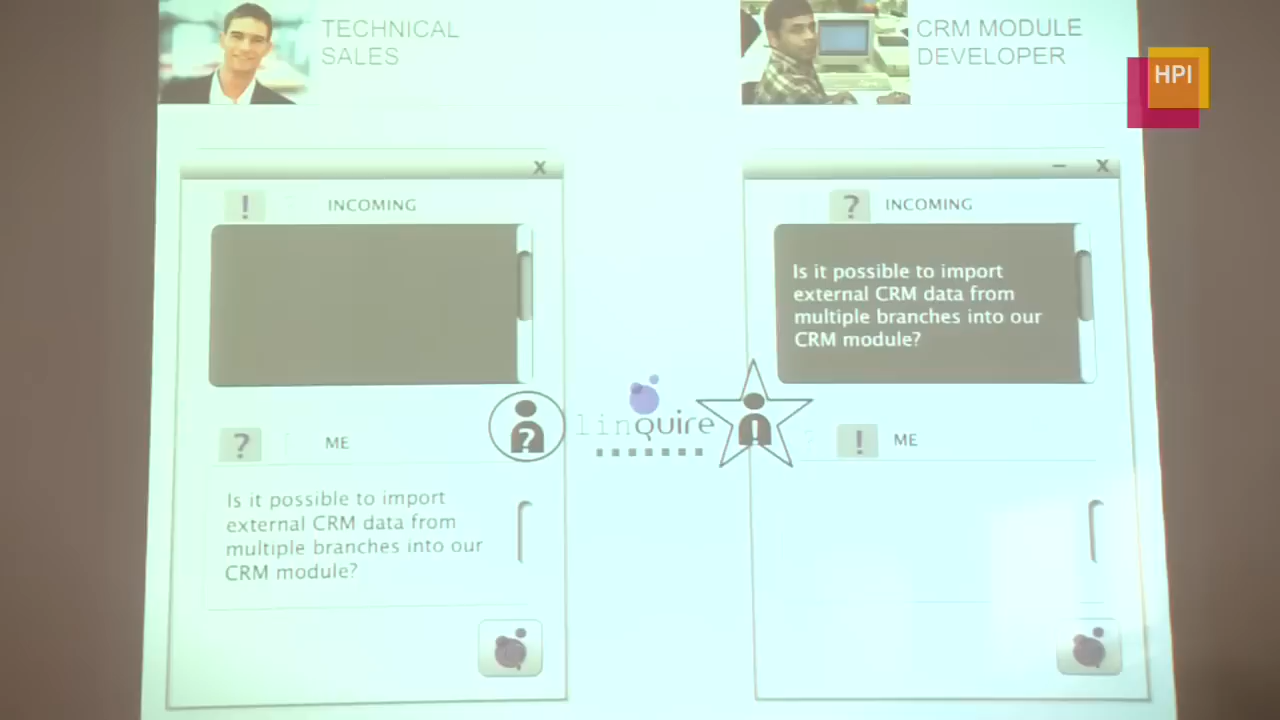 TECHNICAL
SALES
CRM MODULE
DEVELOPER
HPI
X
! INCOMING
? ME
Is it possible to import
external CRM data from
multiple branches into our
CRM module?
?
linquire
!
– X
? INCOMING
Is it possible to import
external CRM data from
multiple branches into our
CRM module?
! ME